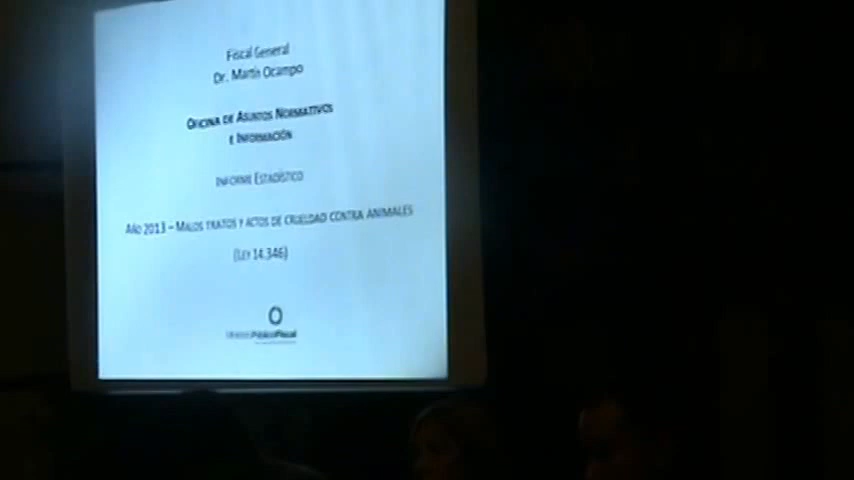 Fiscal General
Dr. Martín Ocampo
OFICINA DE ASUNTOS NORMATIVOS
E INFORMACIÓN
INFORME ESTADÍSTICO
AÑO 2013 – MALOS TRATOS Y ACTOS DE CRUELDAD CONTRA ANIMALES
(LEY 14.346)
MinisterioPúblicoFiscal